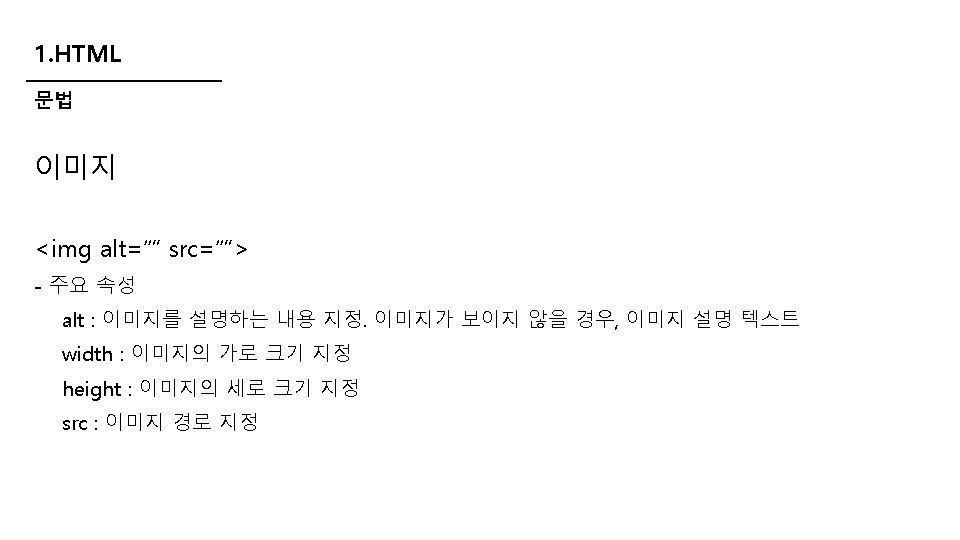 1.HTML
문법
이미지
<img alt=”“ src=”“>
- 주요 속성
alt : 이미지를 설명하는 내용 지정. 이미지가 보이지 않을 경우, 이미지 설명 텍스트
width : 이미지의 가로 크기 지정
height : 이미지의 세로 크기 지정
src : 이미지 경로 지정